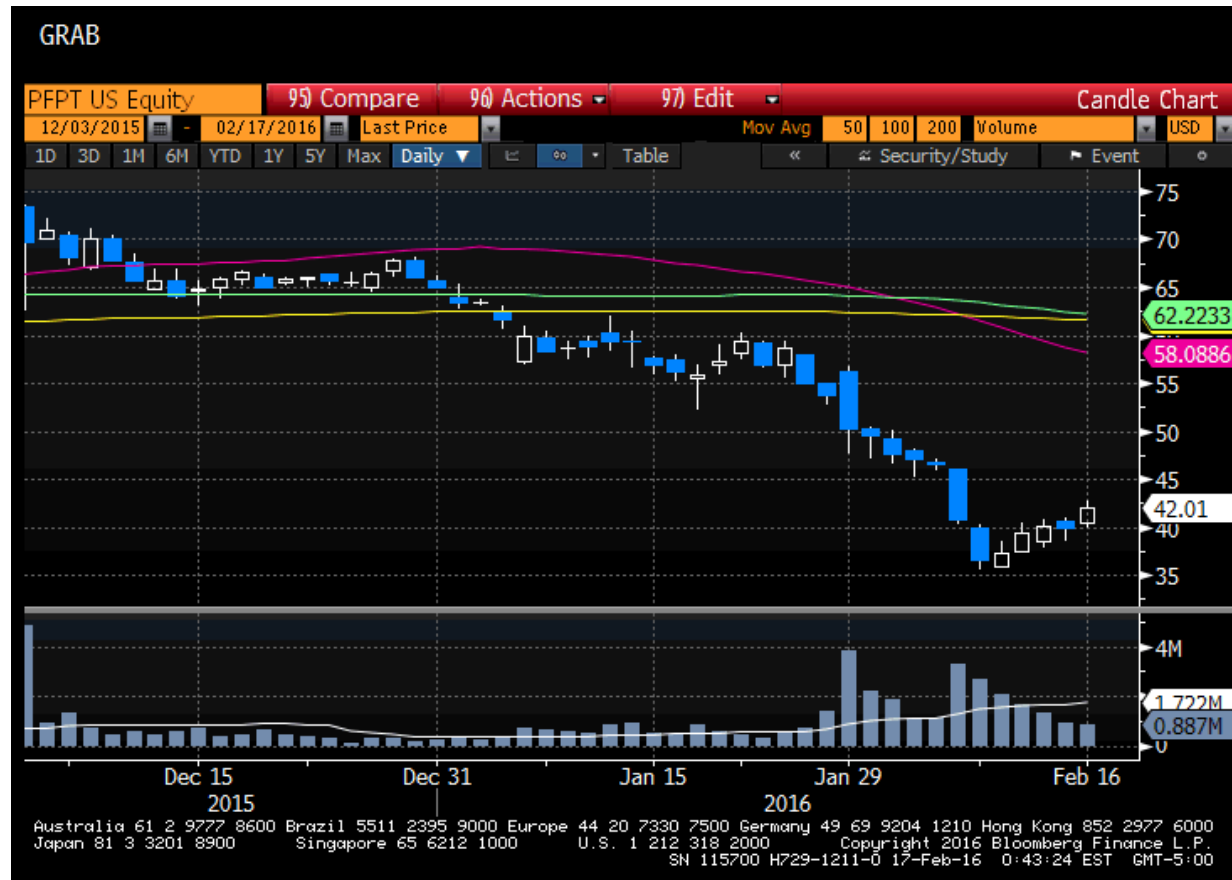 GRAB
PFPT US Equity 95) Compare 96) Actions 97) Edit Candle Chart
12/03/2015 - 02/17/2016 Last Price Mov Avg 50 100 200 Volume USD
1D 3D 1M 6M YTD 1Y 5Y Max Daily ▼ Table « Security/Study Event
75
70
65
62.2233
58.0886
55
50
45
42.01
40
35
4M
1.722M
0.887M
0
Dec 15 Dec 31 Jan 15 Jan 29 Feb 16
2015 2016
Australia 61 2 9777 8600 Brazil 5511 2395 9000 Europe 44 20 7330 7500 Germany 49 69 9204 1210 Hong Kong 852 2977 6000
Japan 81 3 3201 8900 Singapore 65 6212 1000 U.S. 1 212 318 2000 Copyright 2016 Bloomberg Finance L.P.
SN 115700 H729-1211-0 17-Feb-16 0:43:24 EST GMT-5:00